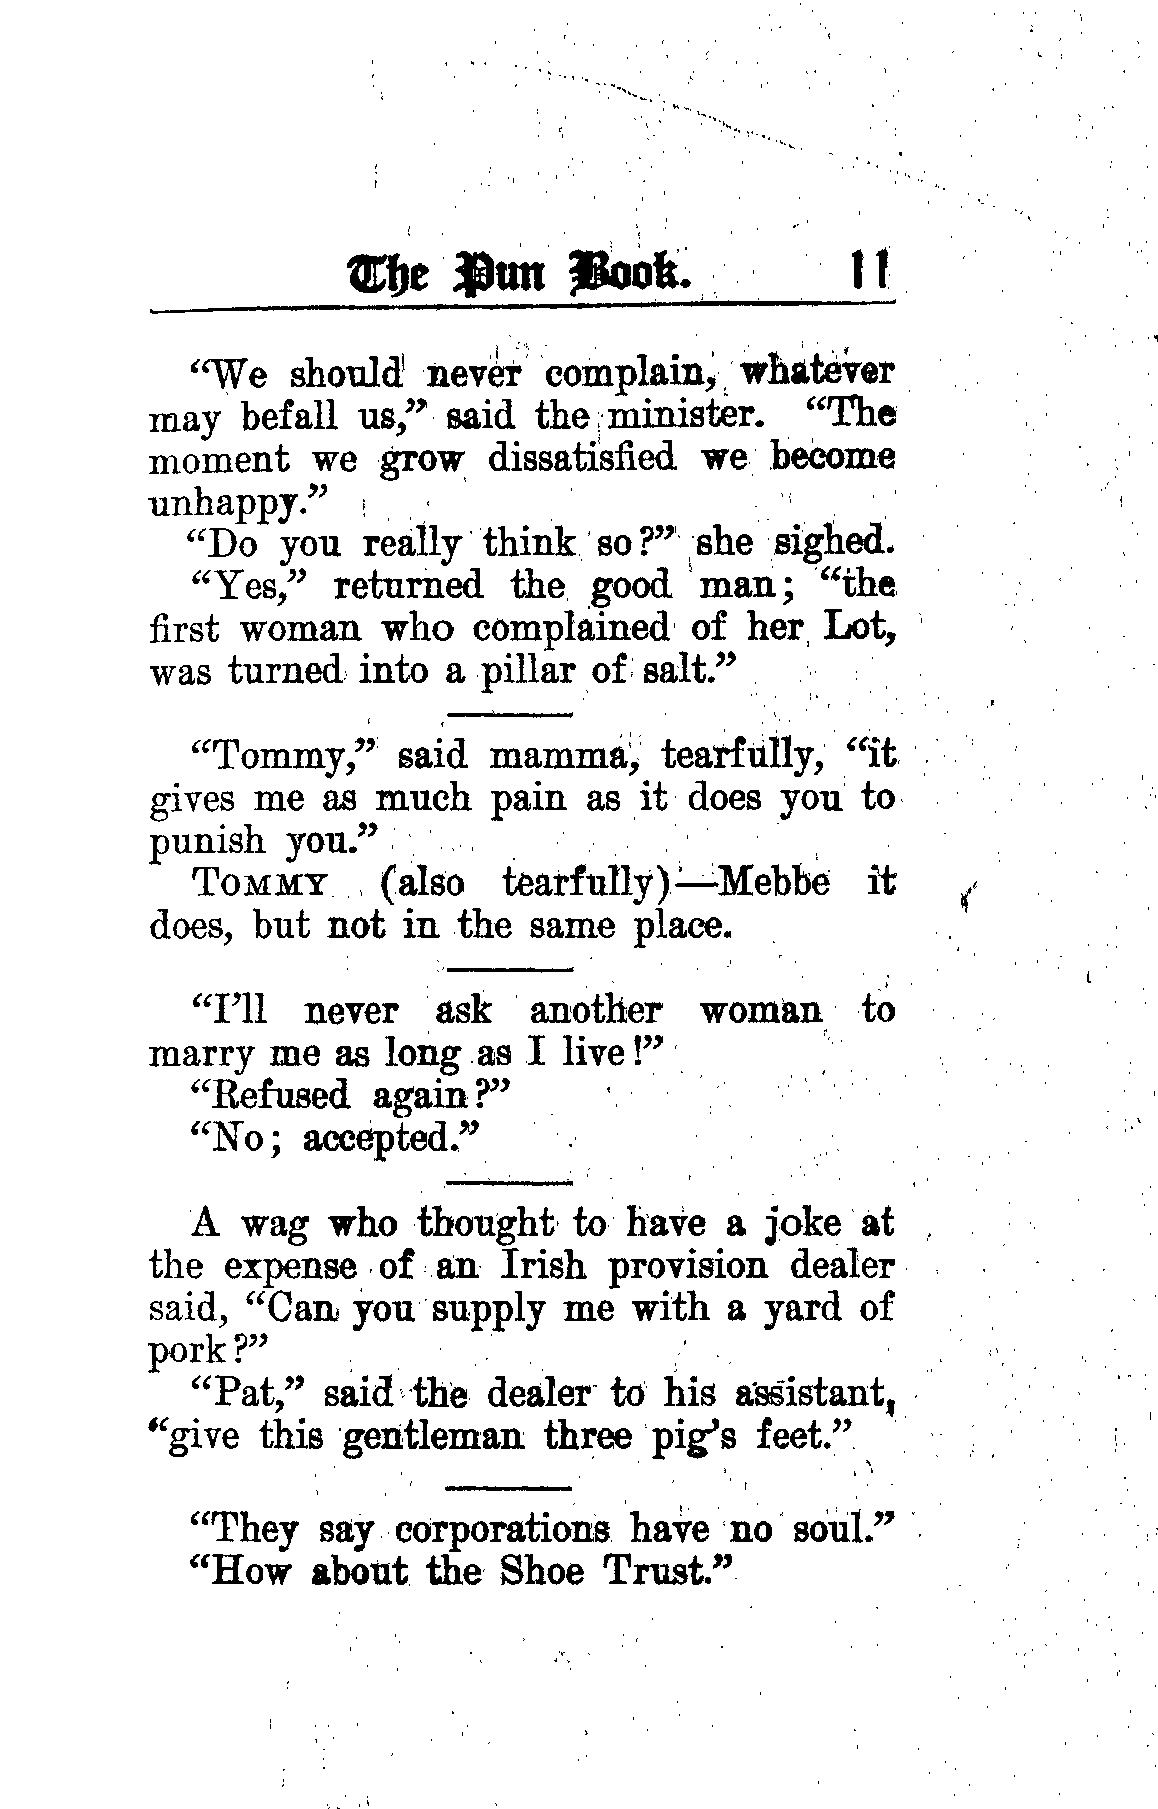 The Pun Book. 11
“We should never complain, whatever
may befall us,” said the minister. “The
moment we grow dissatisfied we become
unhappy.”
“Do you really think so?” she sighed.
“Yes,” returned the good man; “the
first woman who complained of her Lot,
was turned into a pillar of salt.”
“Tommy,” said mamma, tearfully, “it
gives me as much pain as it does you to
punish you.”
TOMMY (also tearfully)—Mebbe it
does, but not in the same place.
“I’ll never ask another woman to
marry me as long as I live!”
“Refused again?”
“No; accepted.”
A wag who thought to have a joke at
the expense of an Irish provision dealer
said, “Can you supply me with a yard of
pork?”
“Pat,” said the dealer to his assistant,
“give this gentleman three pig’s feet.”
“They say corporations have no soul.”
“How about the Shoe Trust.”